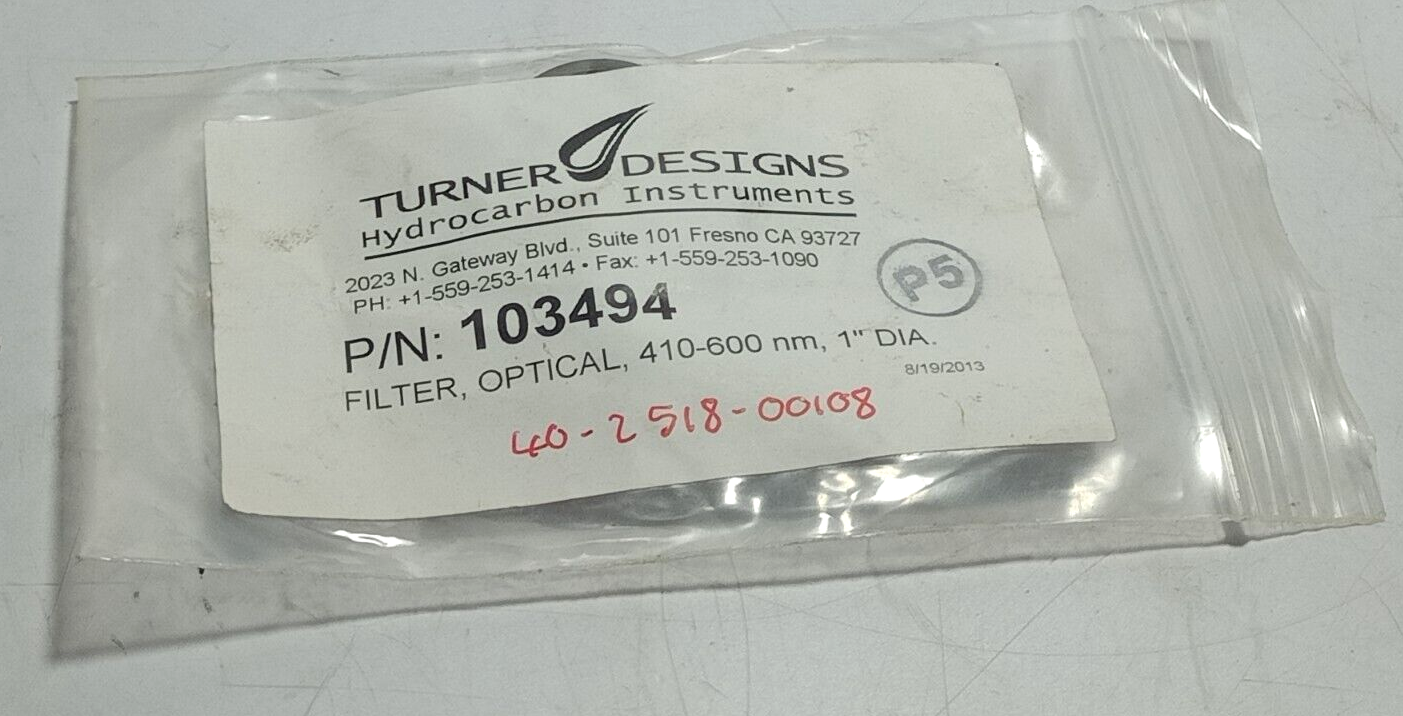 TURNER DESIGNS
Hydrocarbon Instruments
2023 N. Gateway Blvd., Suite 101 Fresno CA 93727
PH: +1-559-253-1414 • Fax: +1-559-253-1090
P/N: 103494
P5
FILTER, OPTICAL, 410-600 nm, 1" DIA.
8/19/2013
40-2518-00108